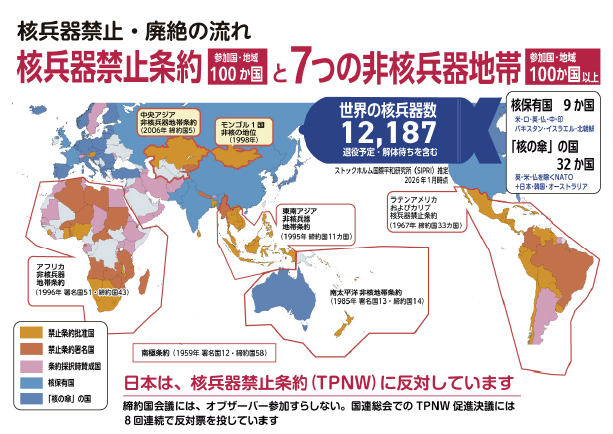 核兵器禁止・廃絶の流れ
核兵器禁止条約 参加国・地域 100か国 と7つの非核兵器地帯 参加国・地域 100か国以上
世界の核兵器数
12,187
退役予定・解体待ちを含む
ストックホルム国際平和研究所(SIPRI)推定
2026年1月時点
核保有国 9か国
米・ロ・英・仏・中・印
パキスタン・イスラエル・北朝鮮
「核の傘」の国
32か国
英・米・仏を除くNATO
+日本・韓国・オーストラリア
中央アジア
非核兵器地帯条約
(2006年 締約国5)
モンゴル1国
非核の地位
(1998年)
東南アジア
非核兵器
地帯条約
(1995年 締約国11カ国)
ラテンアメリカ
およびカリブ
核兵器禁止条約
(1967年 締約国33カ国)
アフリカ
非核兵器
地帯条約
(1996年 署名国51・締約国43)
南太平洋非核地帯条約
(1985年 署名国13・締約国14)
南極条約(1959年 署名国12・締約国58)
禁止条約批准国
禁止条約署名国
条約採択時賛成国
核保有国
「核の傘」の国
日本は、核兵器禁止条約(TPNW)に反対しています
締約国会議には、オブザーバー参加すらしない。国連総会でのTPNW促進決議には
8回連続で反対票を投じています